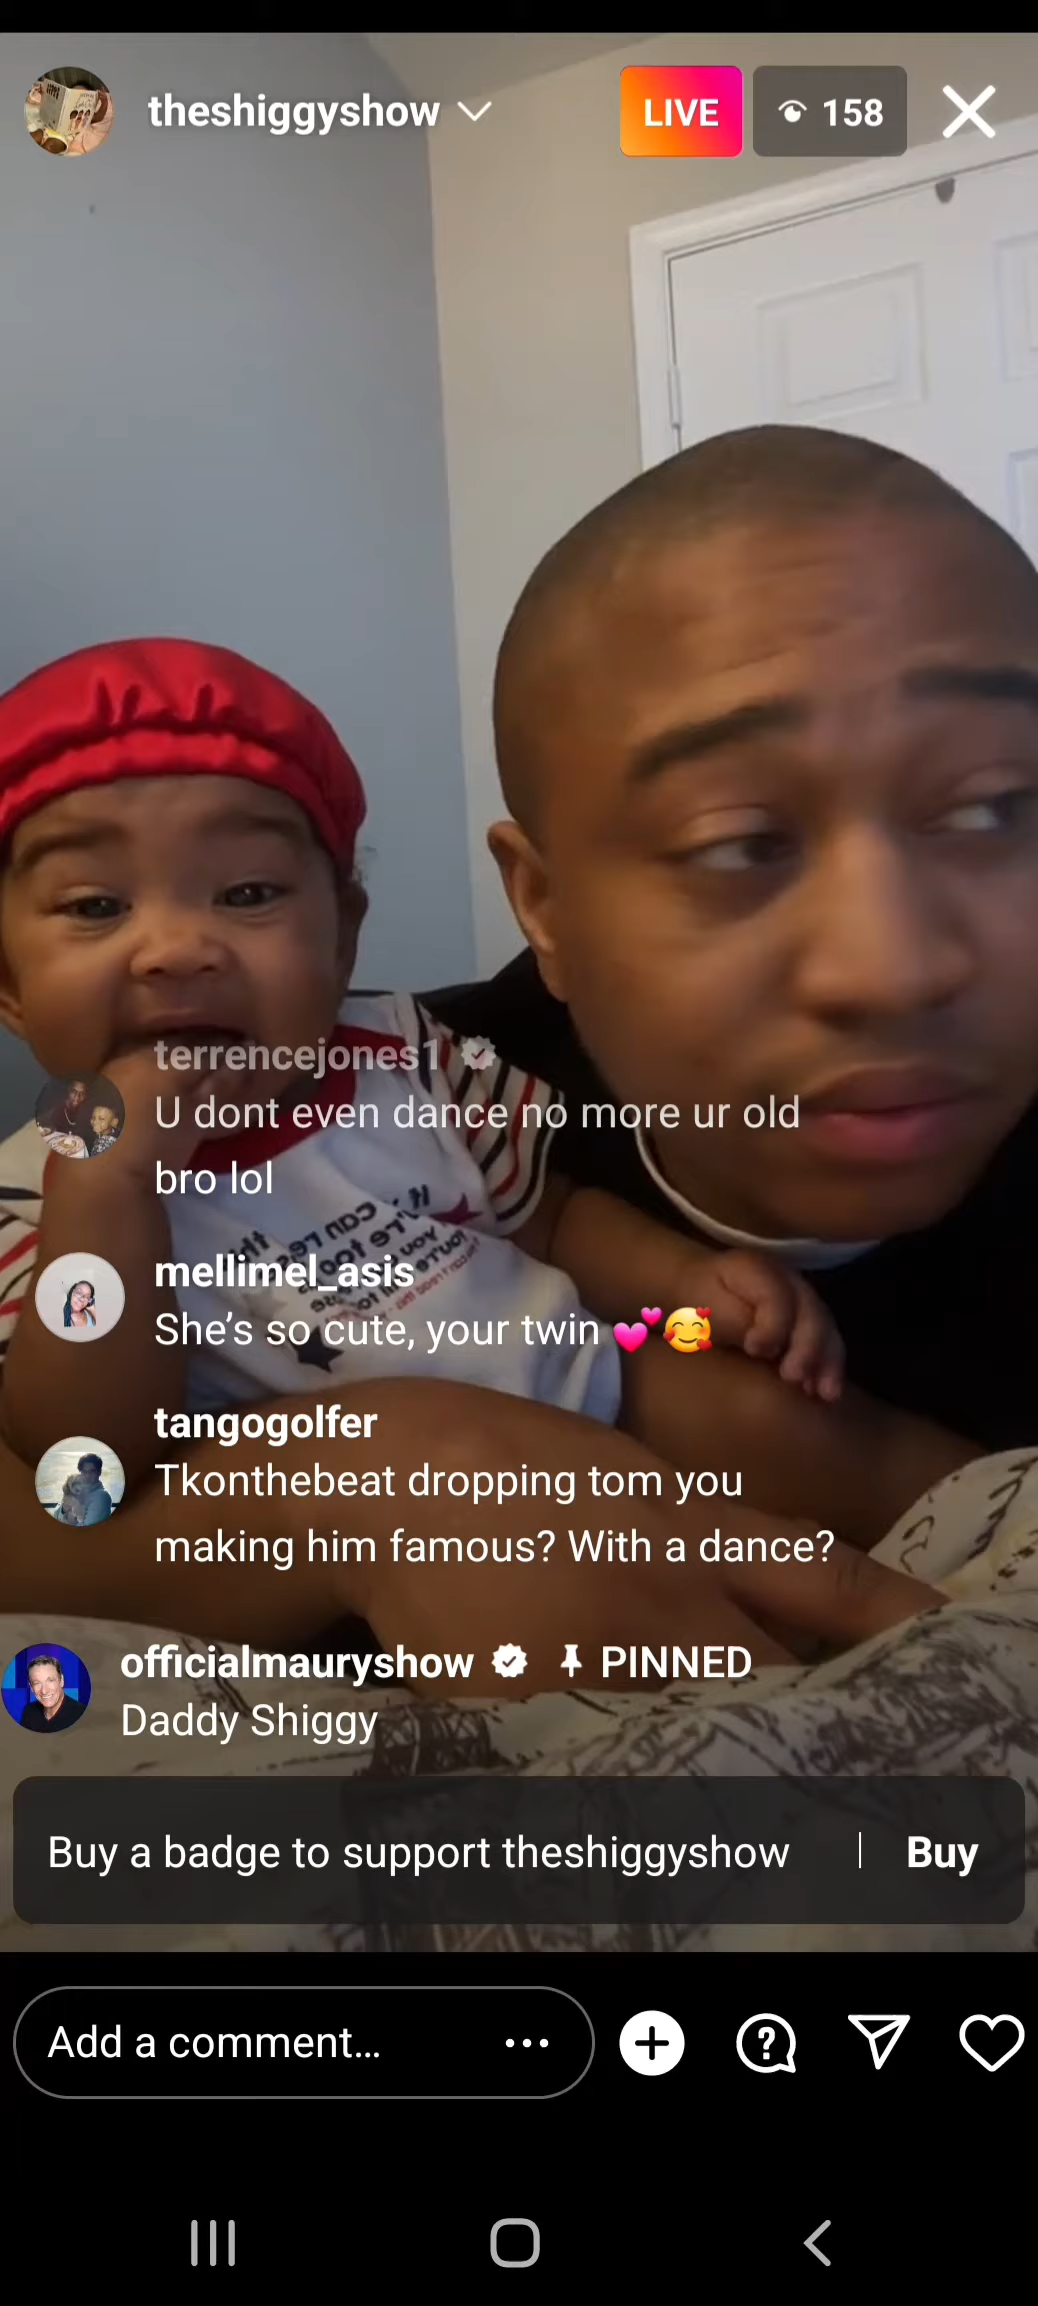 theshiggyshow
LIVE
158
terrencejones1
U dont even dance no more ur old
bro lol
mellimel_asis
She’s so cute, your twin 💕🥰
tangogolfer
Tkonthebeat dropping tom you
making him famous? With a dance?
officialmauryshow PINNED
Daddy Shiggy
Buy a badge to support theshiggyshow | Buy
Add a comment...